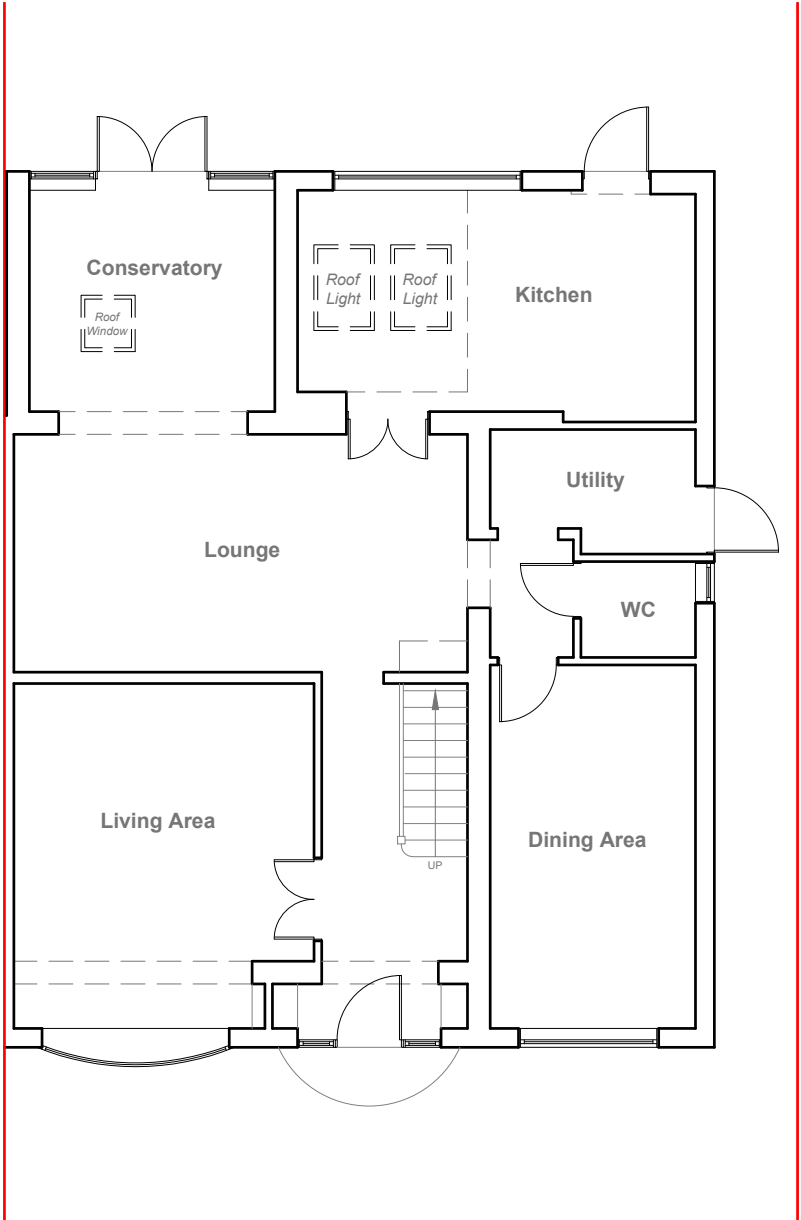 Conservatory
Roof
Window
Roof
Light
Roof
Light
Kitchen
Utility
Lounge
WC
Living Area
Dining Area
UP